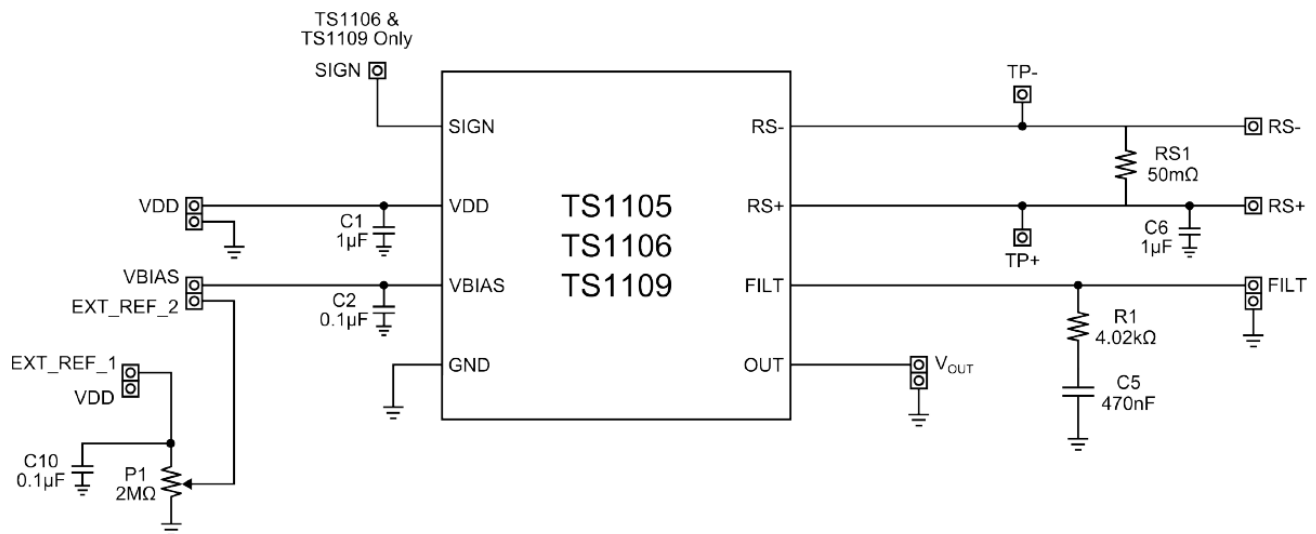 TS1106 &
TS1109 Only
SIGN
SIGN
RS-
TP-
RS-
RS1
50mΩ
VDD
C1
1µF
VDD
TS1105
TS1106
TS1109
RS+
TP+
C6
1µF
RS+
VBIAS
EXT_REF_2
C2
0.1µF
VBIAS
FILT
R1
4.02kΩ
FILT
EXT_REF_1
VDD
GND
OUT
VOUT
C5
470nF
C10
0.1µF
P1
2MΩ